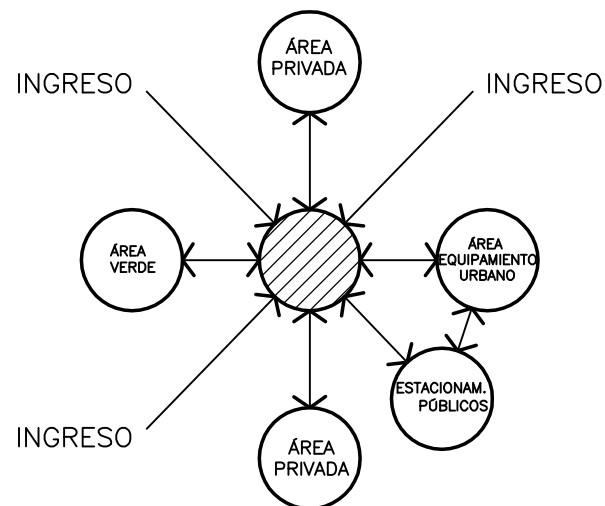 ÁREA
PRIVADA
INGRESO
INGRESO
ÁREA
VERDE
ÁREA
EQUIPAMIENTO
URBANO
ESTACIONAM.
PÚBLICOS
INGRESO
ÁREA
PRIVADA